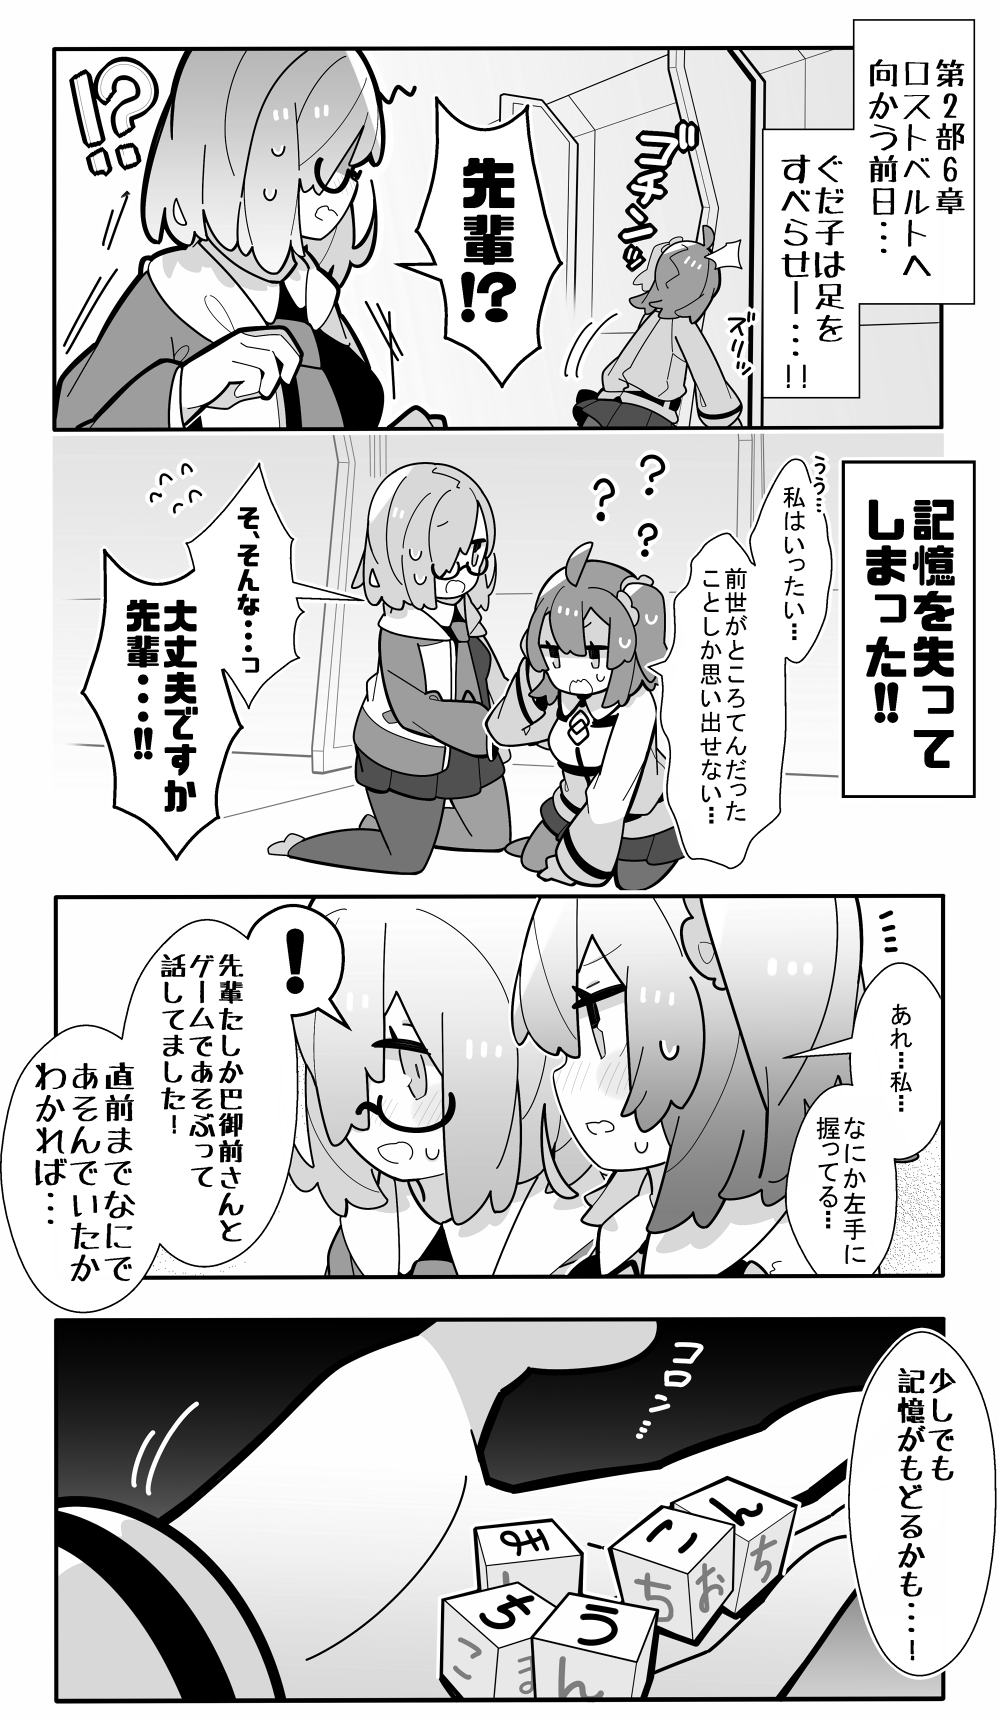 第2部6章
ロストベルトへ
向かう前日・・・
ぐだ子は足を
すべらせー・・・!!
ゴチンッ
ズリッ
先輩!?
!?
記憶を失って
しまった!!
うう…
私はいったい…
前世がところてんだった
ことしか思い出せない…
? ? ?
そ、そんな・・・っ
大丈夫ですか
先輩・・・・!!
あれ…私…
なにか左手に
握ってる…
!
先輩たしか巴御前さんと
ゲームであそぶって
話してました!
直前までなにで
あそんでいたか
わかれば・・・
少しでも
記憶がもどるかも・・・・!
コロン…
ん
ち
い
ち
お
ま
ち
こ
う
ま
ん